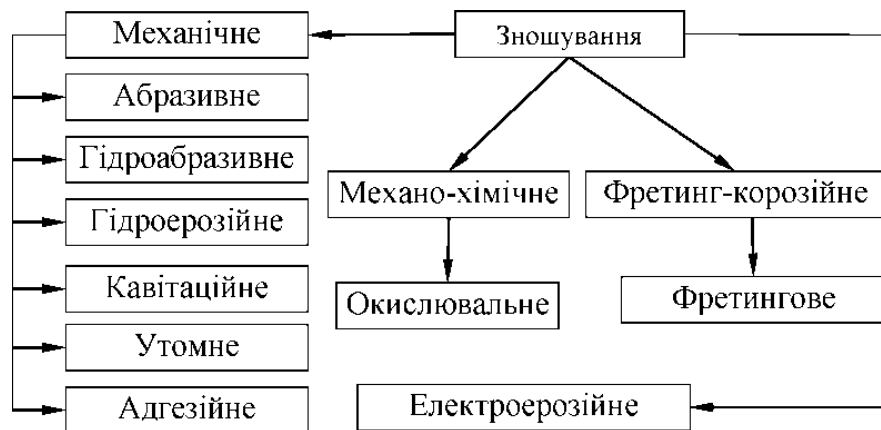 Механічне
Зношування
Абразивне
Гідроабразивне
Механо-хімічне
Фретинг-корозійне
Гідроерозійне
Кавітаційне
Окислювальне
Фретингове
Утомне
Адгезійне
Електроерозійне